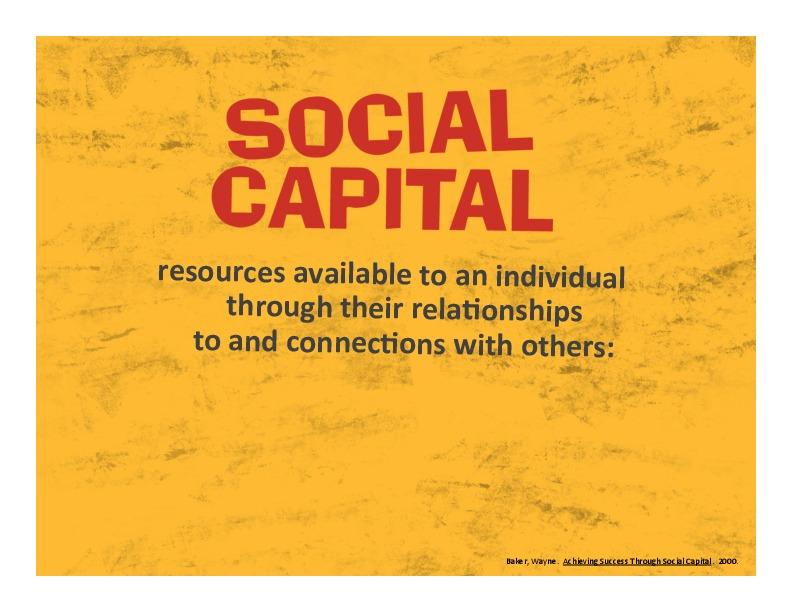 SOCIAL
CAPITAL
resources available to an individual
through their relationships
to and connections with others:
Baker, Wayne. Achieving Success Through Social Capital. 2000.